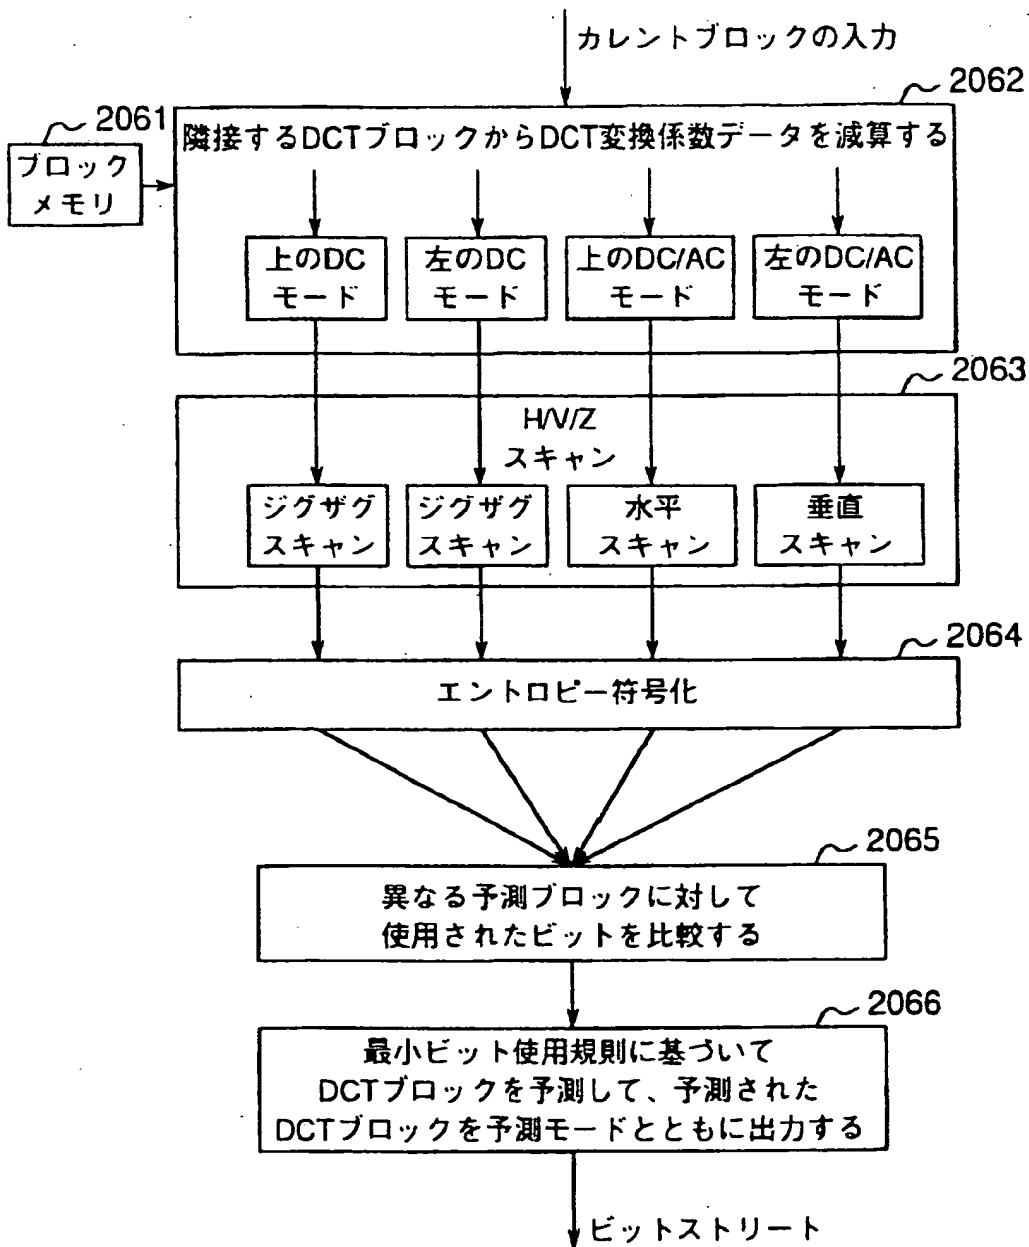 カレントブロックの入力
2062
2061
隣接するDCTブロックからDCT変換係数データを減算する
ブロック
メモリ
上のDC
モード
左のDC
モード
上のDC/AC
モード
左のDC/AC
モード
2063
H/V/Z
スキャン
ジグザグ
スキャン
ジグザグ
スキャン
水平
スキャン
垂直
スキャン
2064
エントロピー符号化
2065
異なる予測ブロックに対して
使用されたビットを比較する
2066
最小ビット使用規則に基づいて
DCTブロックを予測して、予測された
DCTブロックを予測モードとともに出力する
ビットストリート